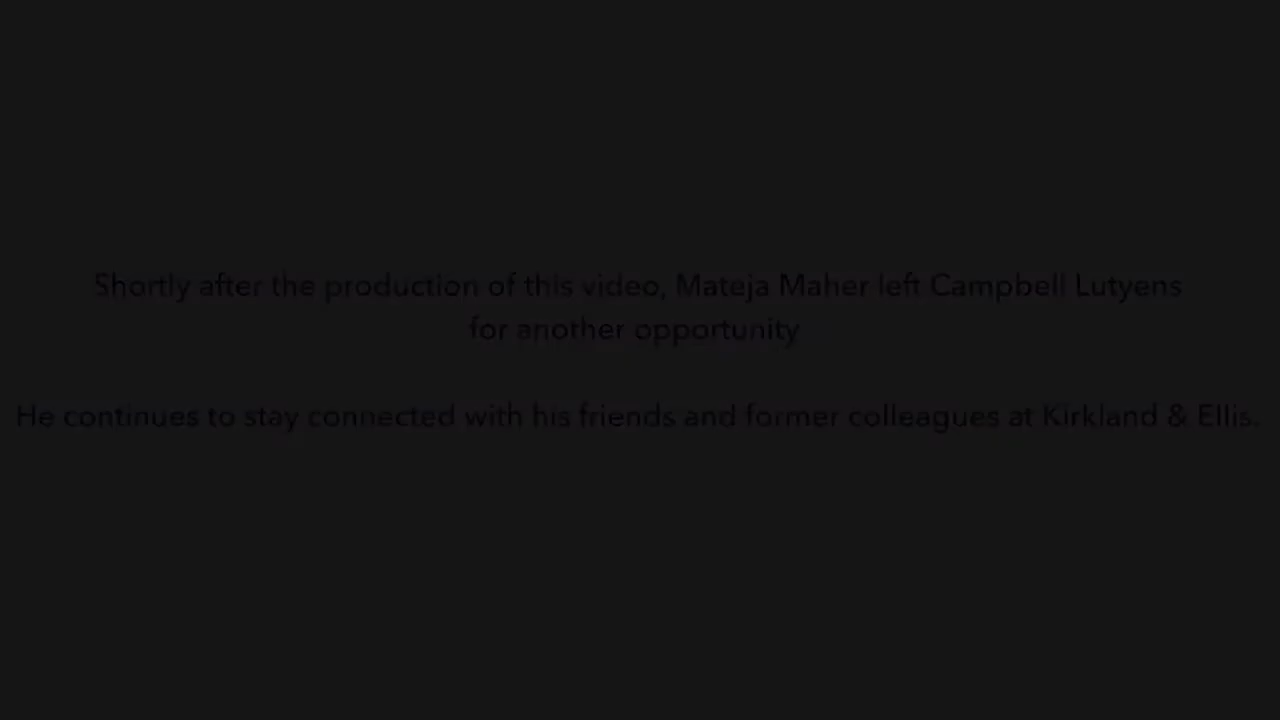 Shortly after the production of this video, Mateja Maher left Campbell Lutyens
for another opportunity
He continues to stay connected with his friends and former colleagues at Kirkland & Ellis.